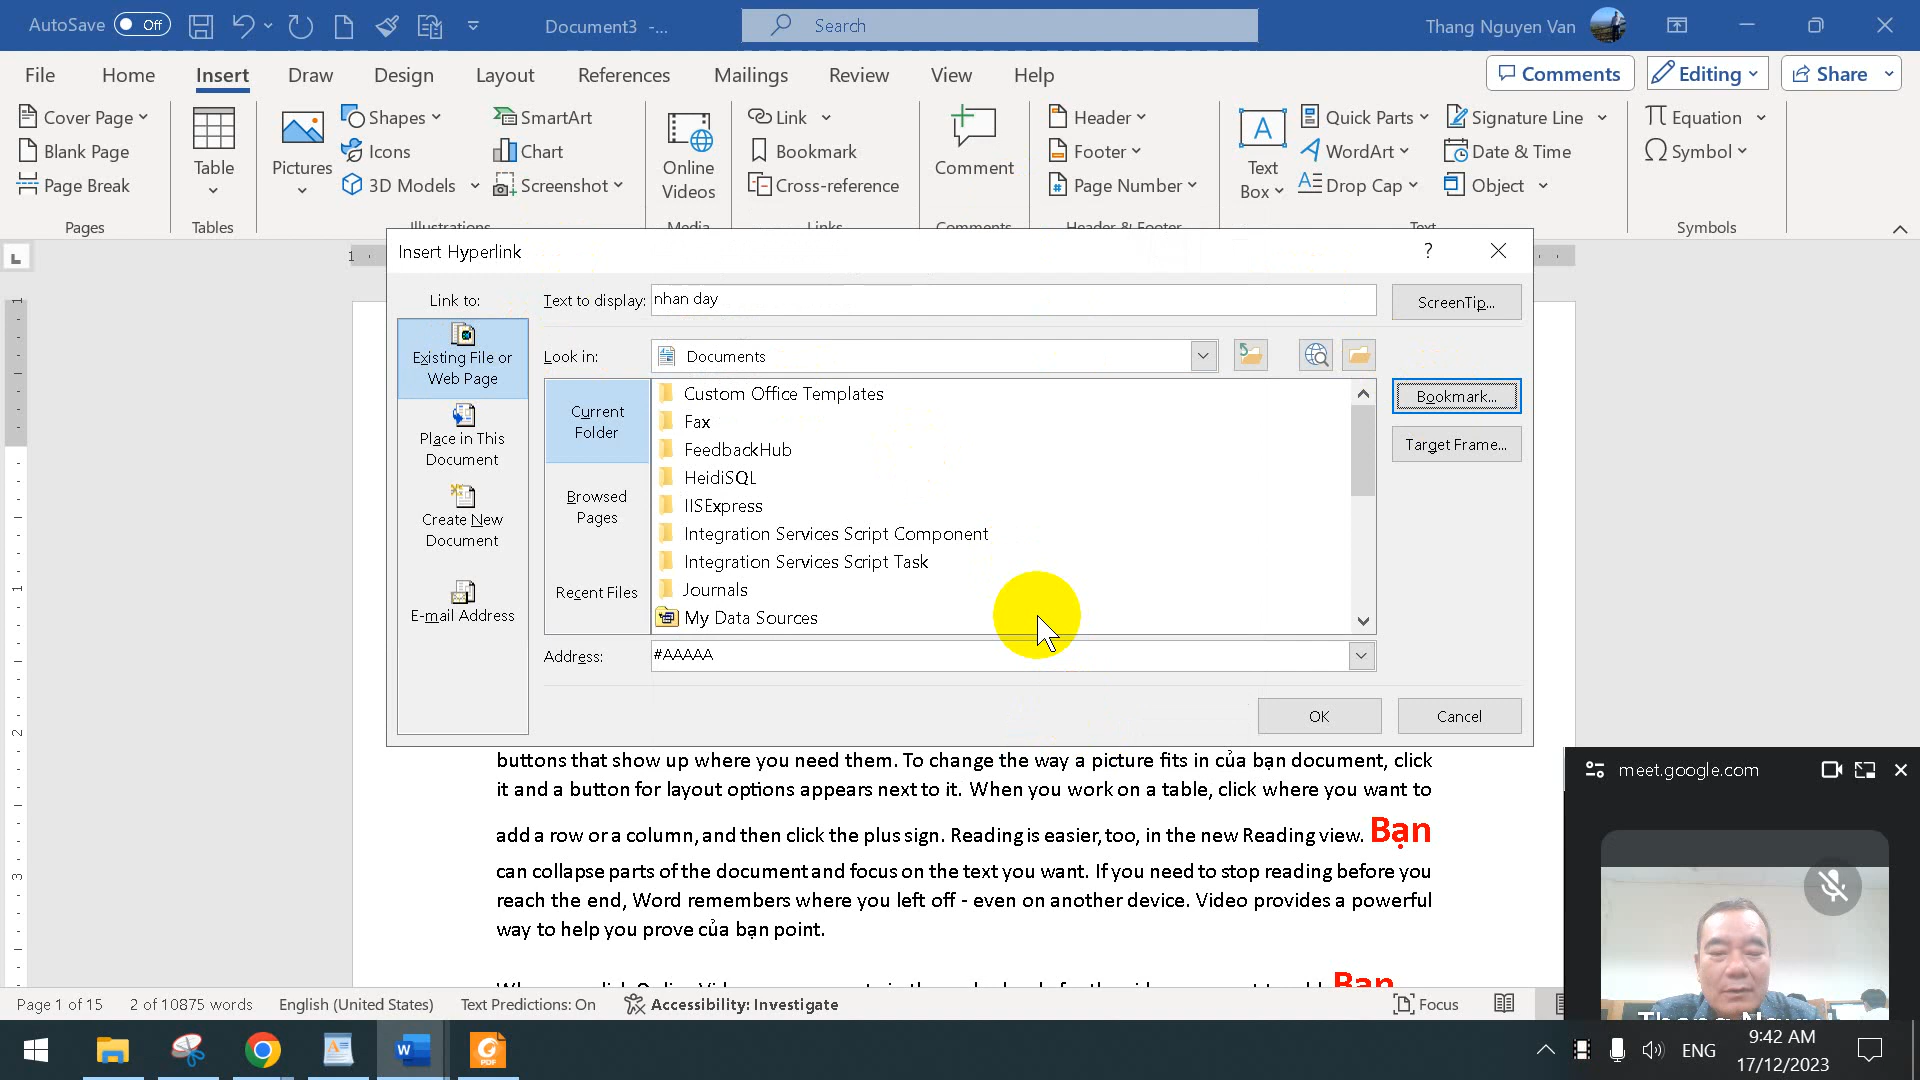 AutoSave Off Document3 -... Search Thang Nguyen Van
File Home Insert Draw Design Layout References Mailings Review View Help Comments Editing Share
Cover Page
Blank Page
Page Break
Pages
Table
Tables
Pictures
Shapes
Icons
3D Models
SmartArt
Chart
Screenshot
Illustrations
Online
Videos
Media
Link
Bookmark
Cross-reference
Links
Comment
Comments
Header
Footer
Page Number
Header & Footer
Text
Box
Quick Parts
WordArt
Drop Cap
Signature Line
Date & Time
Object
Text
Equation
Symbol
Symbols
Insert Hyperlink
Link to:
Text to display: nhan day
ScreenTip...
Existing File or
Web Page
Place in This
Document
Create New
Document
E-mail Address
Look in: Documents
Current
Folder
Browsed
Pages
Recent Files
Custom Office Templates
Fax
FeedbackHub
HeidiSQL
IISExpress
Integration Services Script Component
Integration Services Script Task
Journals
My Data Sources
Bookmark...
Target Frame...
Address: #AAAAA
OK Cancel
buttons that show up where you need them. To change the way a picture fits in của bạn document, click
it and a button for layout options appears next to it. When you work on a table, click where you want to
add a row or a column, and then click the plus sign. Reading is easier, too, in the new Reading view. Bạn
can collapse parts of the document and focus on the text you want. If you need to stop reading before you
reach the end, Word remembers where you left off - even on another device. Video provides a powerful
way to help you prove của bạn point.
meet.google.com
Page 1 of 15 2 of 10875 words English (United States) Text Predictions: On Accessibility: Investigate Focus
ENG
9:42 AM
17/12/2023